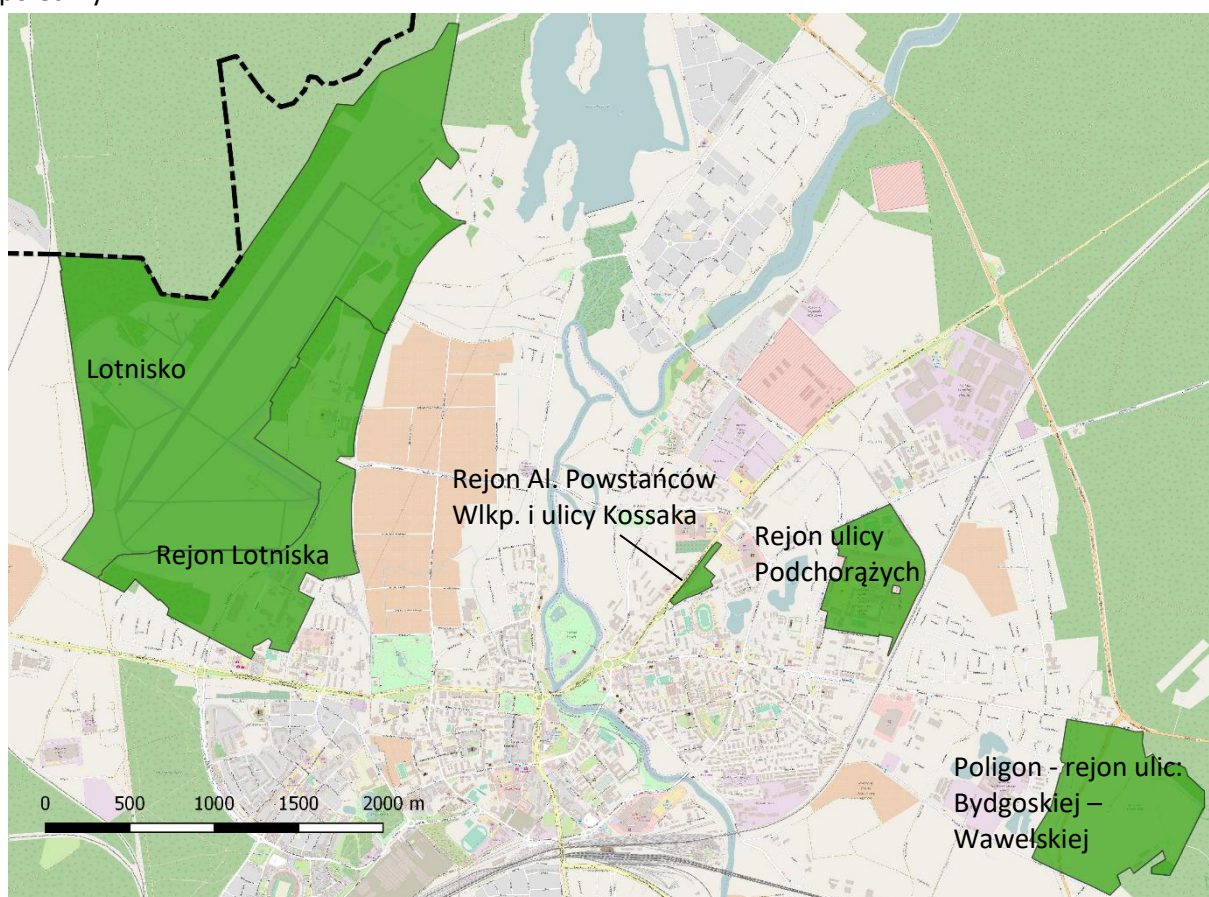 Lotnisko
Rejon Al. Powstańców
Wlkp. i ulicy Kossaka
Rejon ulicy
Podchorążych
Rejon Lotniska
Poligon - rejon ulic:
Bydgoskiej –
Wawelskiej
0 500 1000 1500 2000 m